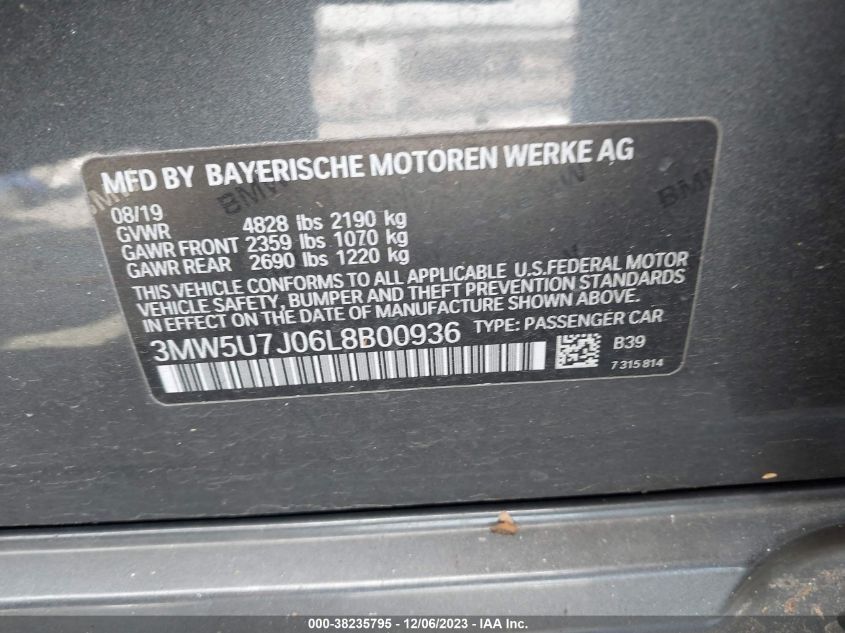 MFD BY BAYERISCHE MOTOREN WERKE AG
08/19
GVWR 4828 lbs 2190 kg
GAWR FRONT 2359 lbs 1070 kg
GAWR REAR 2690 lbs 1220 kg
THIS VEHICLE CONFORMS TO ALL APPLICABLE U.S.FEDERAL MOTOR
VEHICLE SAFETY, BUMPER AND THEFT PREVENTION STANDARDS
IN EFFECT ON THE DATE OF MANUFACTURE SHOWN ABOVE.
3MW5U7J06L8B00936 TYPE: PASSENGER CAR
B39
7 315 814
BMW
BMW
BMW
000-38235795 - 12/06/2023 - IAA Inc.